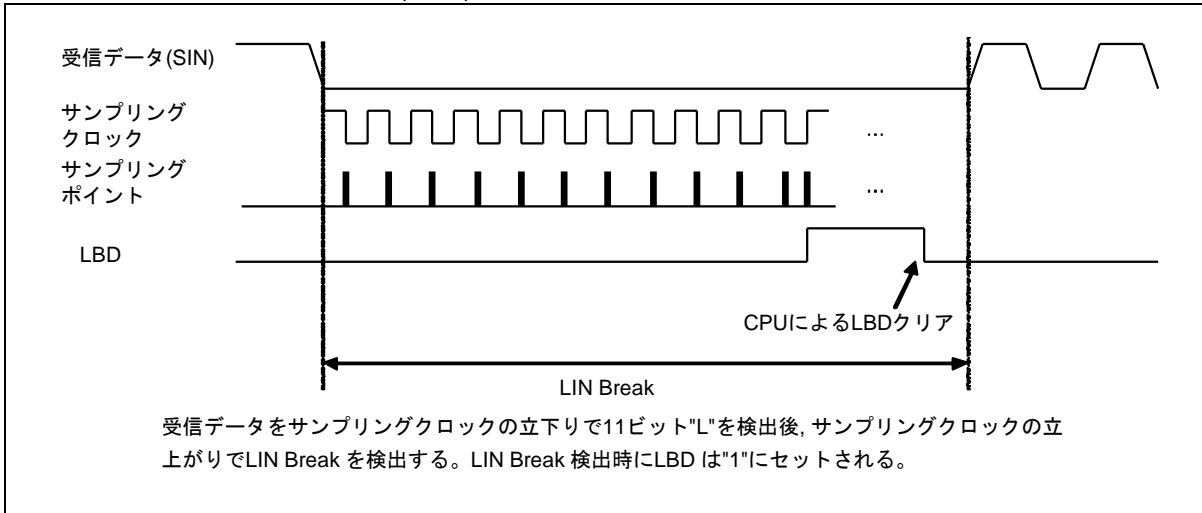 受信データ(SIN)
サンプリング
クロック
...
サンプリング
ポイント
...
LBD
CPUによるLBDクリア
LIN Break
受信データをサンプリングクロックの立下りで11ビット"L"を検出後, サンプリングクロックの立
上がりでLIN Break を検出する。LIN Break 検出時にLBD は"1"にセットされる。